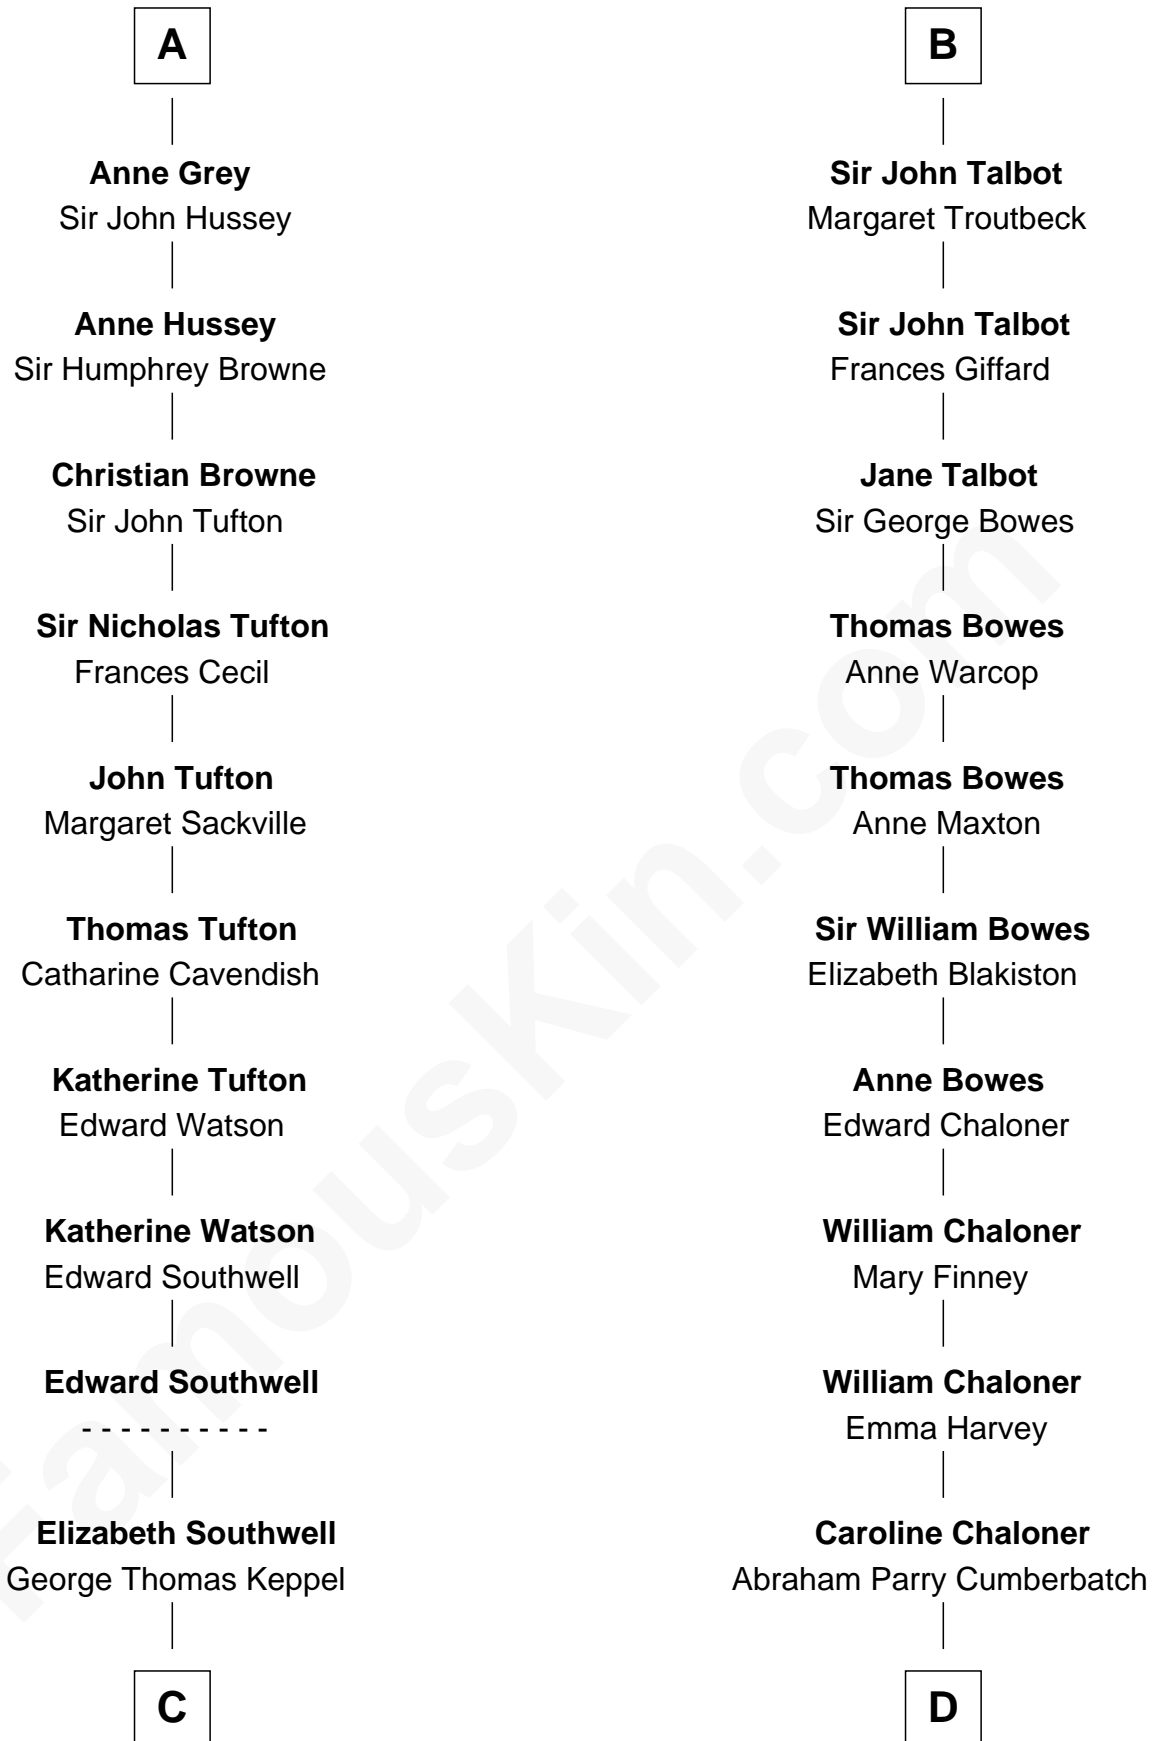 A
Anne Grey
Sir John Hussey
Anne Hussey
Sir Humphrey Browne
Christian Browne
Sir John Tufton
Sir Nicholas Tufton
Frances Cecil
John Tufton
Margaret Sackville
Thomas Tufton
Catharine Cavendish
Katherine Tufton
Edward Watson
Katherine Watson
Edward Southwell
Edward Southwell
- - - - - - - - - -
Elizabeth Southwell
George Thomas Keppel
C
B
Sir John Talbot
Margaret Troutbeck
Sir John Talbot
Frances Giffard
Jane Talbot
Sir George Bowes
Thomas Bowes
Anne Warcop
Thomas Bowes
Anne Maxton
Sir William Bowes
Elizabeth Blakiston
Anne Bowes
Edward Chaloner
William Chaloner
Mary Finney
William Chaloner
Emma Harvey
Caroline Chaloner
Abraham Parry Cumberbatch
D
FamousKin.com